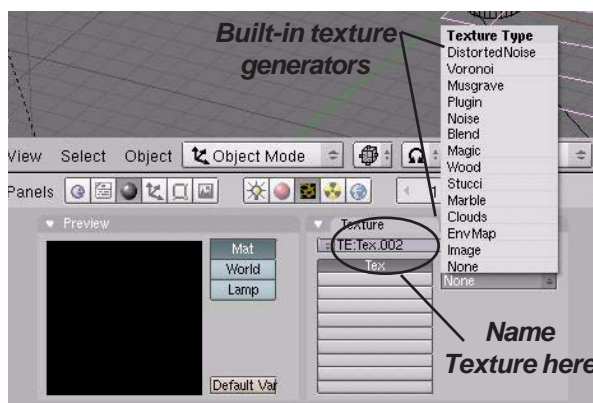 Built-in texture
generators
Texture Type
DistortedNoise
Voronoi
Musgrave
Plugin
Noise
Blend
Magic
Wood
Stucci
Marble
Clouds
EnvMap
Image
None
View Select Object Object Mode
Panels 1
Preview
Mat
World
Lamp
Default Var
Texture
TE:Tex.002
Tex
None
Name
Texture here